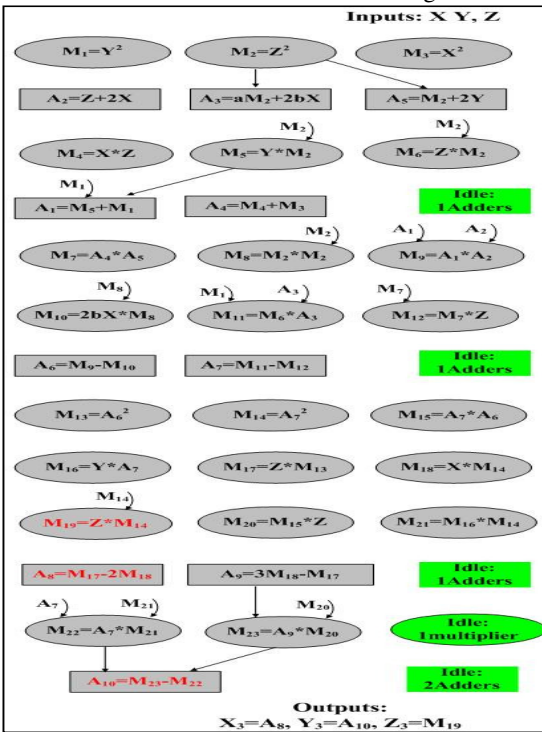 Inputs: X Y, Z
M₁=Y² M₂=Z² M₃=X²
A₂=Z+2X A₃=aM₂+2bX A₅=M₂+2Y
M₂ M₂
M₄=X*Z M₅=Y*M₂ M₆=Z*M₂
M₁
A₁=M₅+M₁ A₄=M₄+M₃ Idle:
1Adders
M₂ A₁ A₂
M₇=A₄*A₅ M₈=M₂*M₂ M₉=A₁*A₂
M₈ M₁ A₃ M₇
M₁₀=2bX*M₈ M₁₁=M₆*A₃ M₁₂=M₇*Z
A₆=M₉-M₁₀ A₇=M₁₁-M₁₂ Idle:
1Adders
M₁₃=A₆² M₁₄=A₇² M₁₅=A₇*A₆
M₁₆=Y*A₇ M₁₇=Z*M₁₃ M₁₈=X*M₁₄
M₁₄
M₁₉=Z*M₁₄ M₂₀=M₁₅*Z M₂₁=M₁₆*M₁₄
A₈=M₁₇-2M₁₈ A₉=3M₁₈-M₁₇ Idle:
1Adders
A₇ M₂₁ M₂₀
M₂₂=A₇*M₂₁ M₂₃=A₉*M₂₀ Idle:
1multiplier
A₁₀=M₂₃-M₂₂ Idle:
2Adders
Outputs:
X₃=A₈, Y₃=A₁₀, Z₃=M₁₉